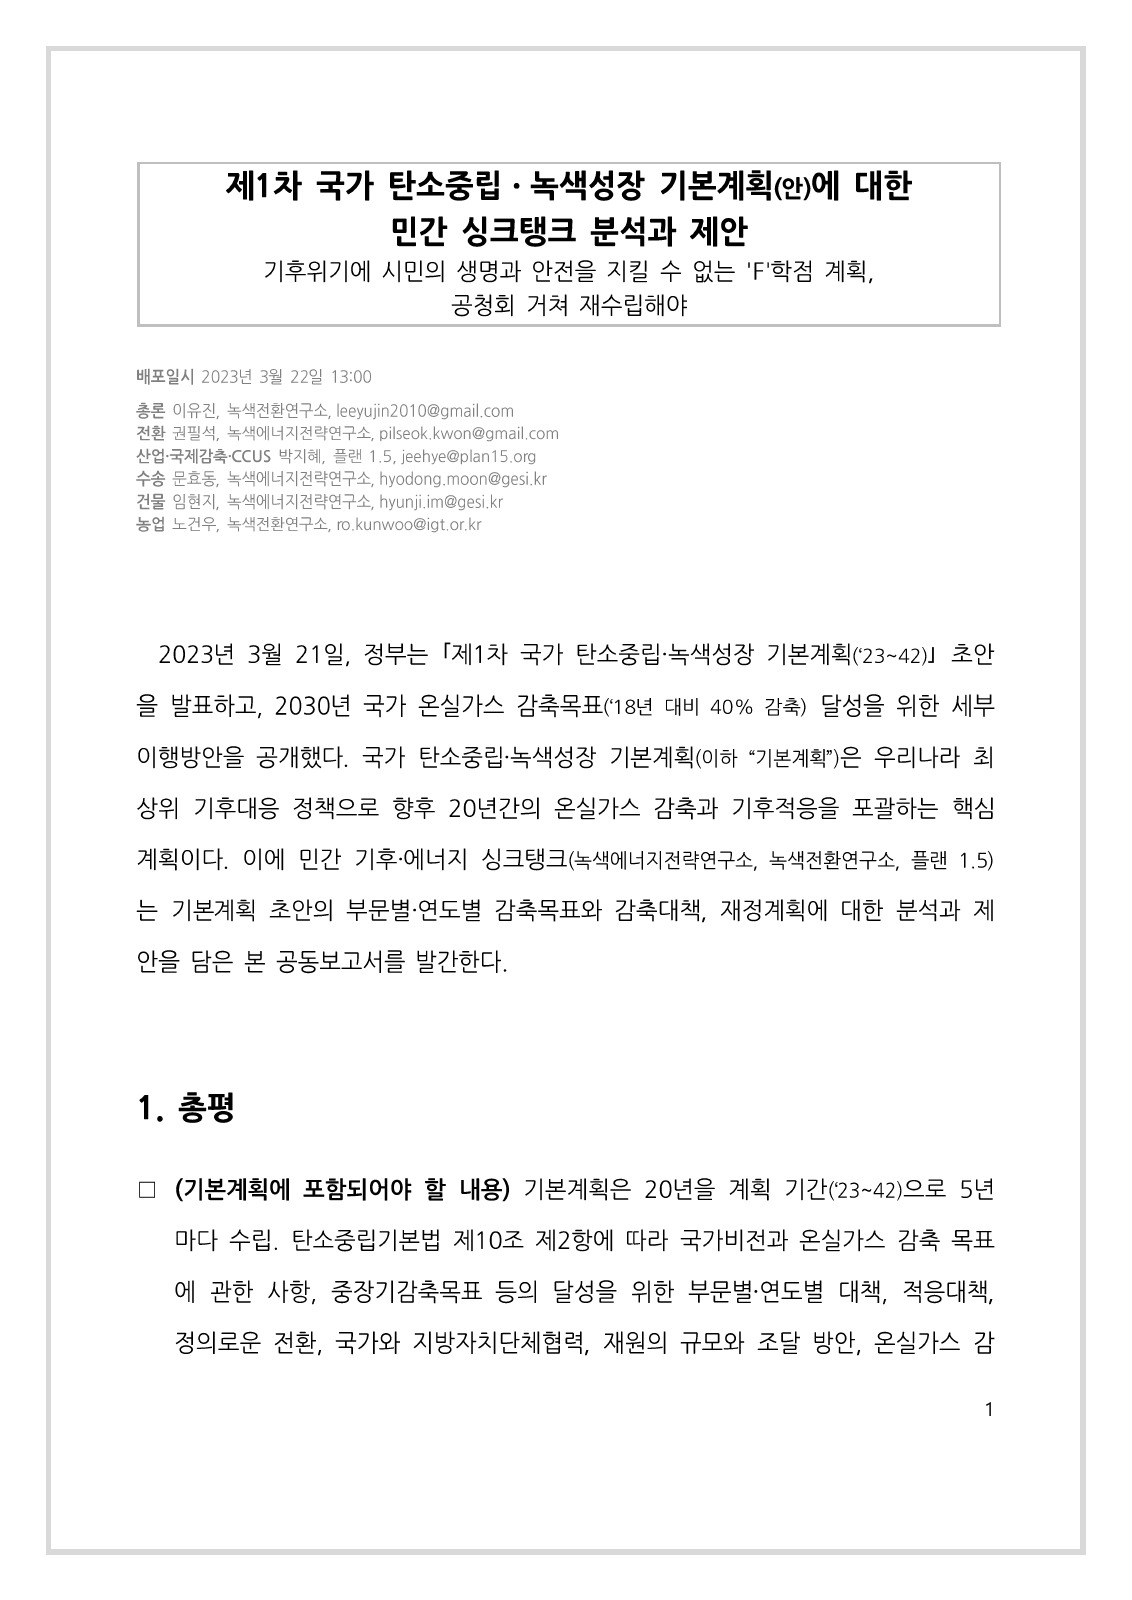 제1차 국가 탄소중립·녹색성장 기본계획(안)에 대한
민간 싱크탱크 분석과 제안
기후위기에 시민의 생명과 안전을 지킬 수 없는 'F'학점 계획,
공청회 거쳐 재수립해야
배포일시 2023년 3월 22일 13:00
총론 이유진, 녹색전환연구소, leeyujin2010@gmail.com
전환 권필석, 녹색에너지전략연구소, pilseok.kwon@gmail.com
산업·국제감축·CCUS 박지혜, 플랜 1.5, jeehye@plan15.org
수송 문효동, 녹색에너지전략연구소, hyodong.moon@gesi.kr
건물 임현지, 녹색에너지전략연구소, hyunji.im@gesi.kr
농업 노건우, 녹색전환연구소, ro.kunwoo@igt.or.kr
2023년 3월 21일, 정부는 「제1차 국가 탄소중립·녹색성장 기본계획(‘23~42)」 초안
을 발표하고, 2030년 국가 온실가스 감축목표(‘18년 대비 40% 감축) 달성을 위한 세부
이행방안을 공개했다. 국가 탄소중립·녹색성장 기본계획(이하 “기본계획”)은 우리나라 최
상위 기후대응 정책으로 향후 20년간의 온실가스 감축과 기후적응을 포괄하는 핵심
계획이다. 이에 민간 기후·에너지 싱크탱크(녹색에너지전략연구소, 녹색전환연구소, 플랜 1.5)
는 기본계획 초안의 부문별·연도별 감축목표와 감축대책, 재정계획에 대한 분석과 제
안을 담은 본 공동보고서를 발간한다.
1. 총평
□ (기본계획에 포함되어야 할 내용) 기본계획은 20년을 계획 기간(‘23~42)으로 5년
마다 수립. 탄소중립기본법 제10조 제2항에 따라 국가비전과 온실가스 감축 목표
에 관한 사항, 중장기감축목표 등의 달성을 위한 부문별·연도별 대책, 적응대책,
정의로운 전환, 국가와 지방자치단체협력, 재원의 규모와 조달 방안, 온실가스 감
1